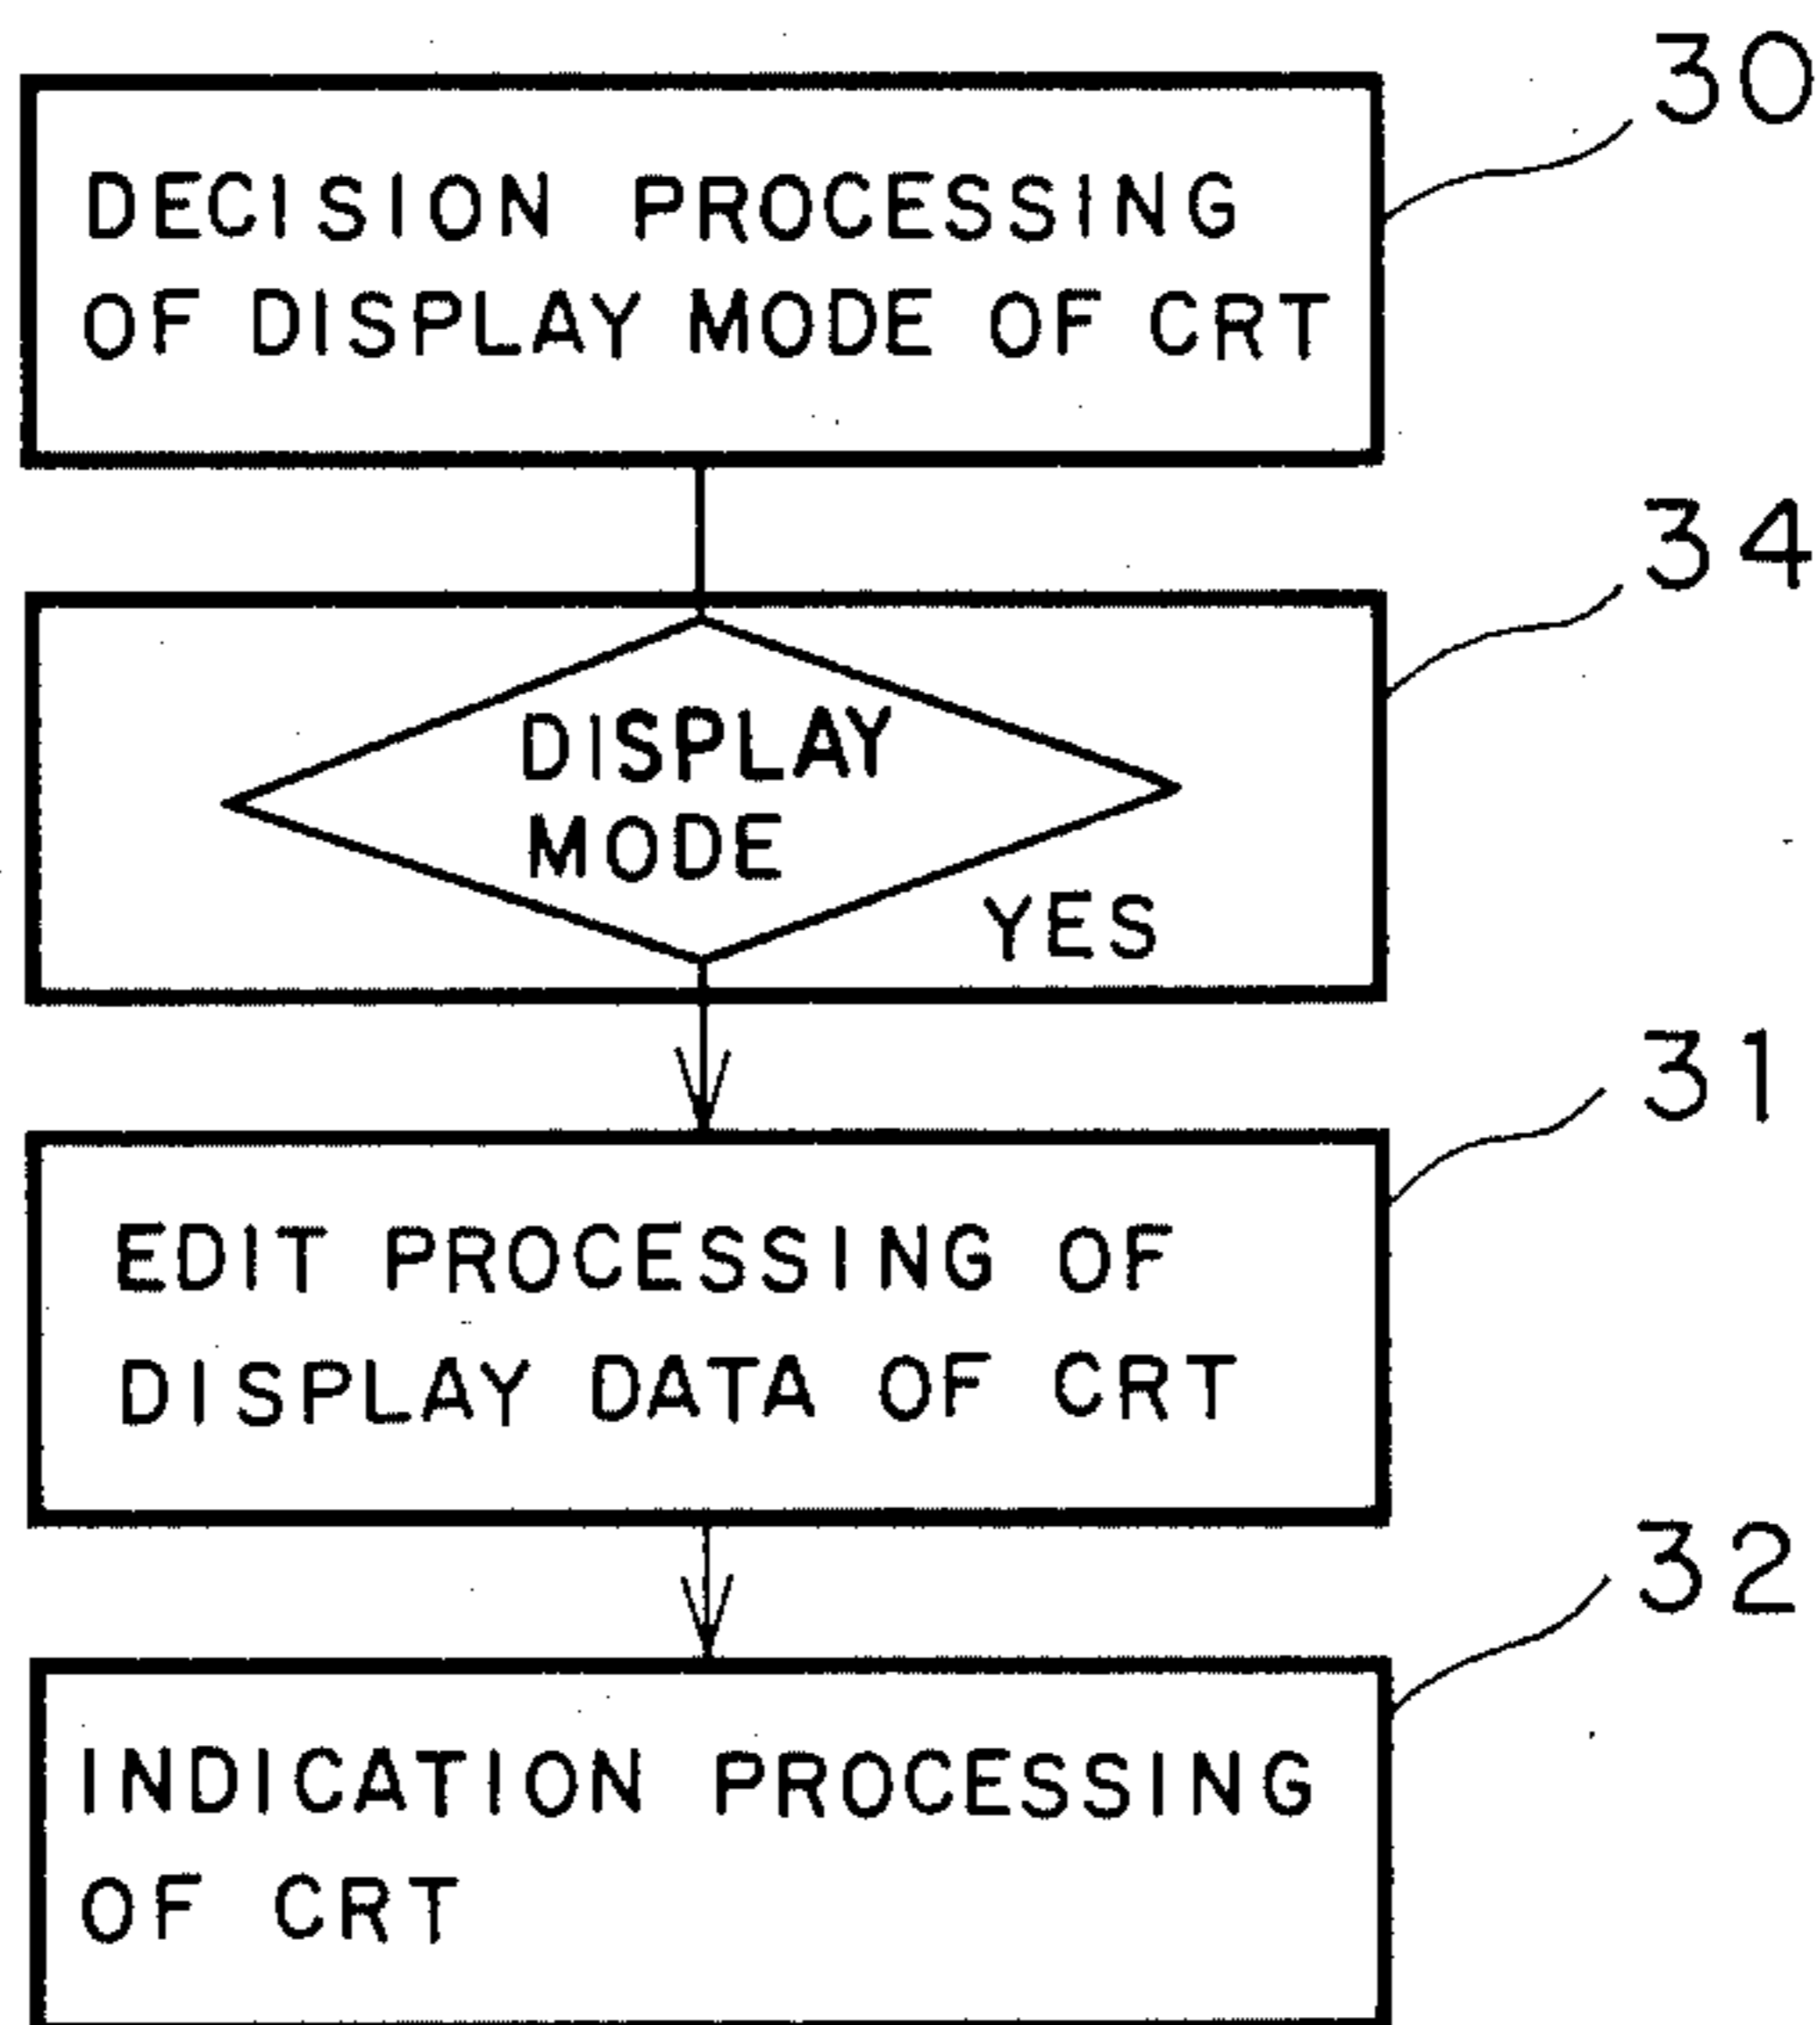 30
DECISION PROCESSING
OF DISPLAY MODE OF CRT
34
DISPLAY
MODE
YES
31
EDIT PROCESSING OF
DISPLAY DATA OF CRT
32
INDICATION PROCESSING
OF CRT